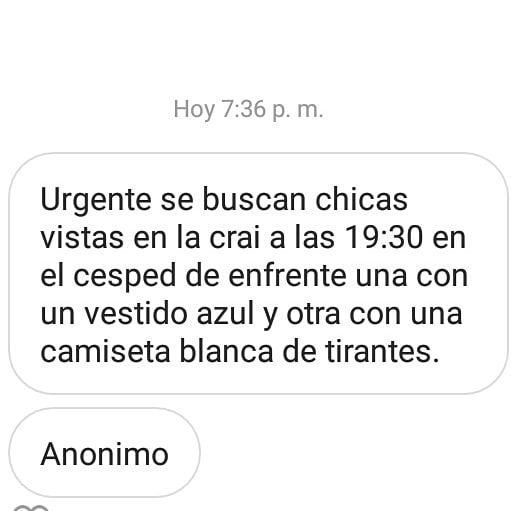 Hoy 7:36 p. m.
Urgente se buscan chicas
vistas en la crai a las 19:30 en
el cesped de enfrente una con
un vestido azul y otra con una
camiseta blanca de tirantes.
Anonimo